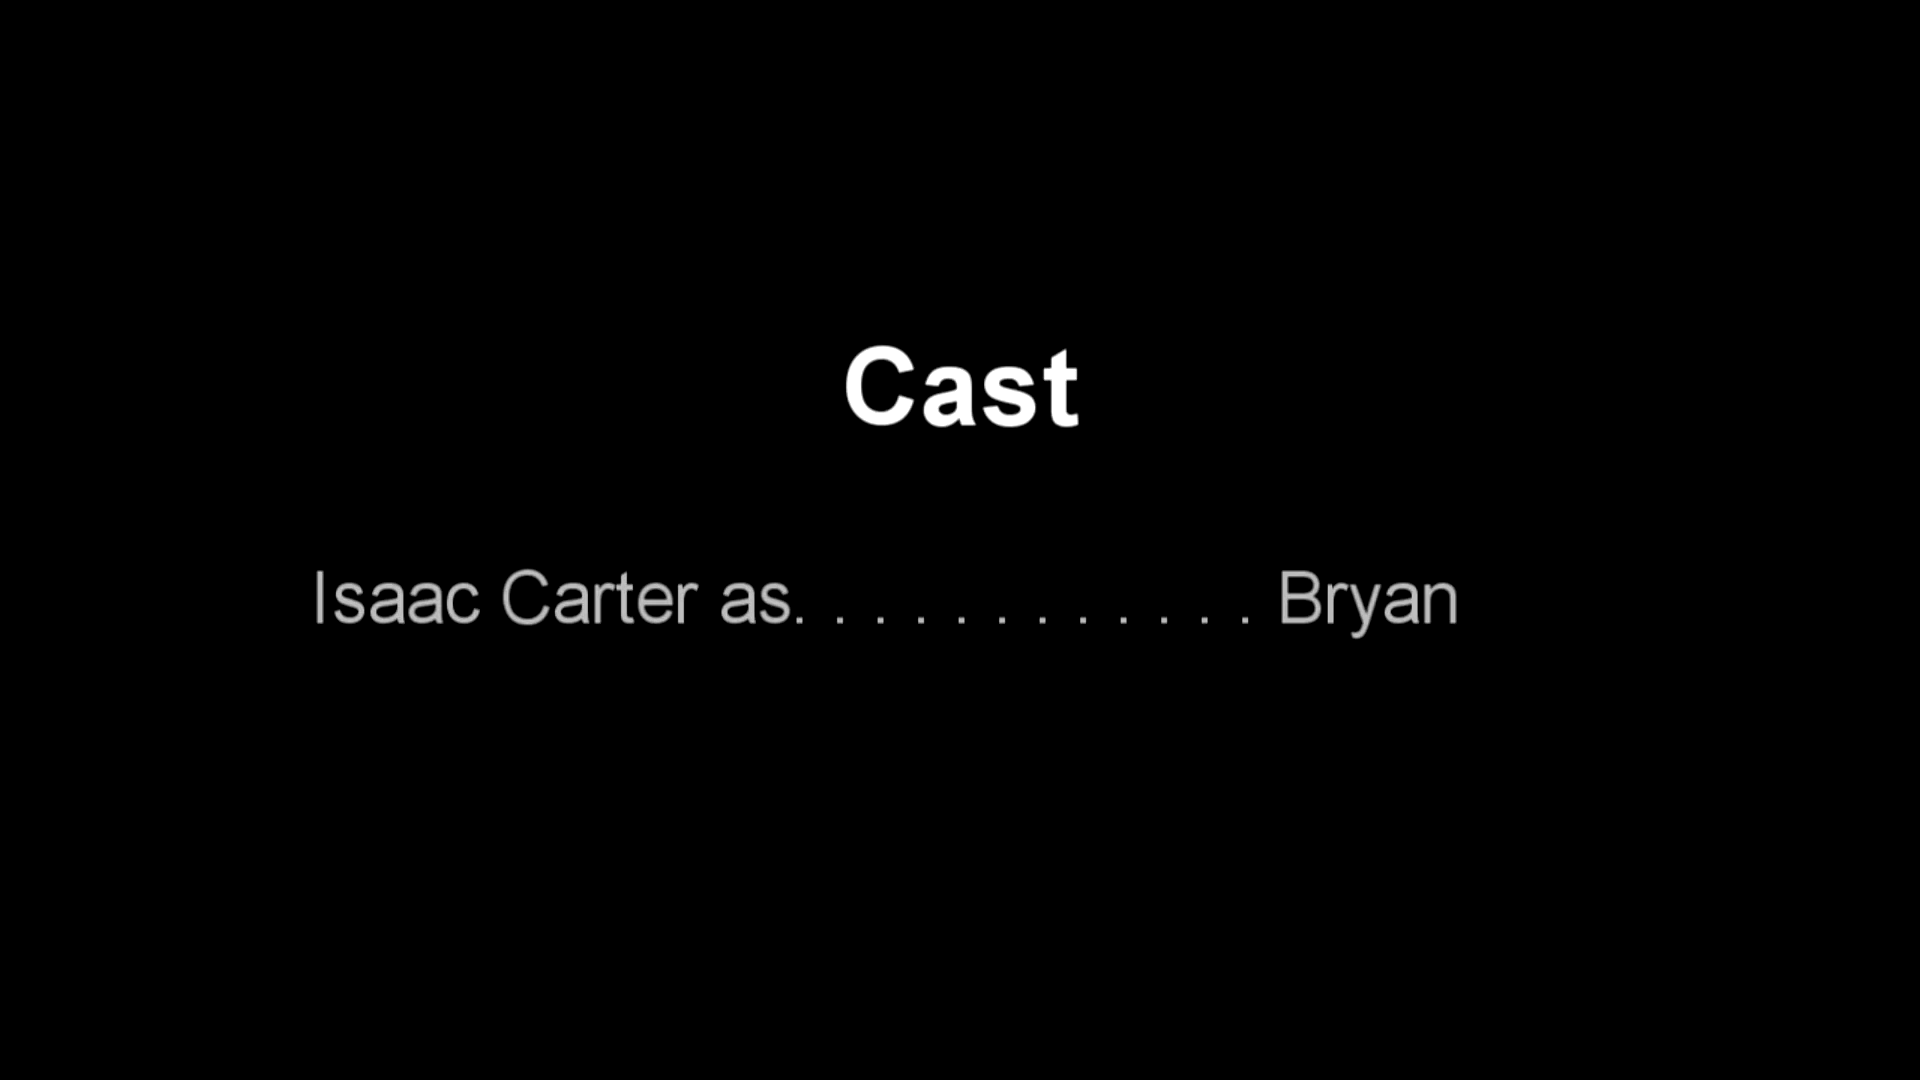 Cast
Isaac Carter as. . . . . . . . . . . . Bryan